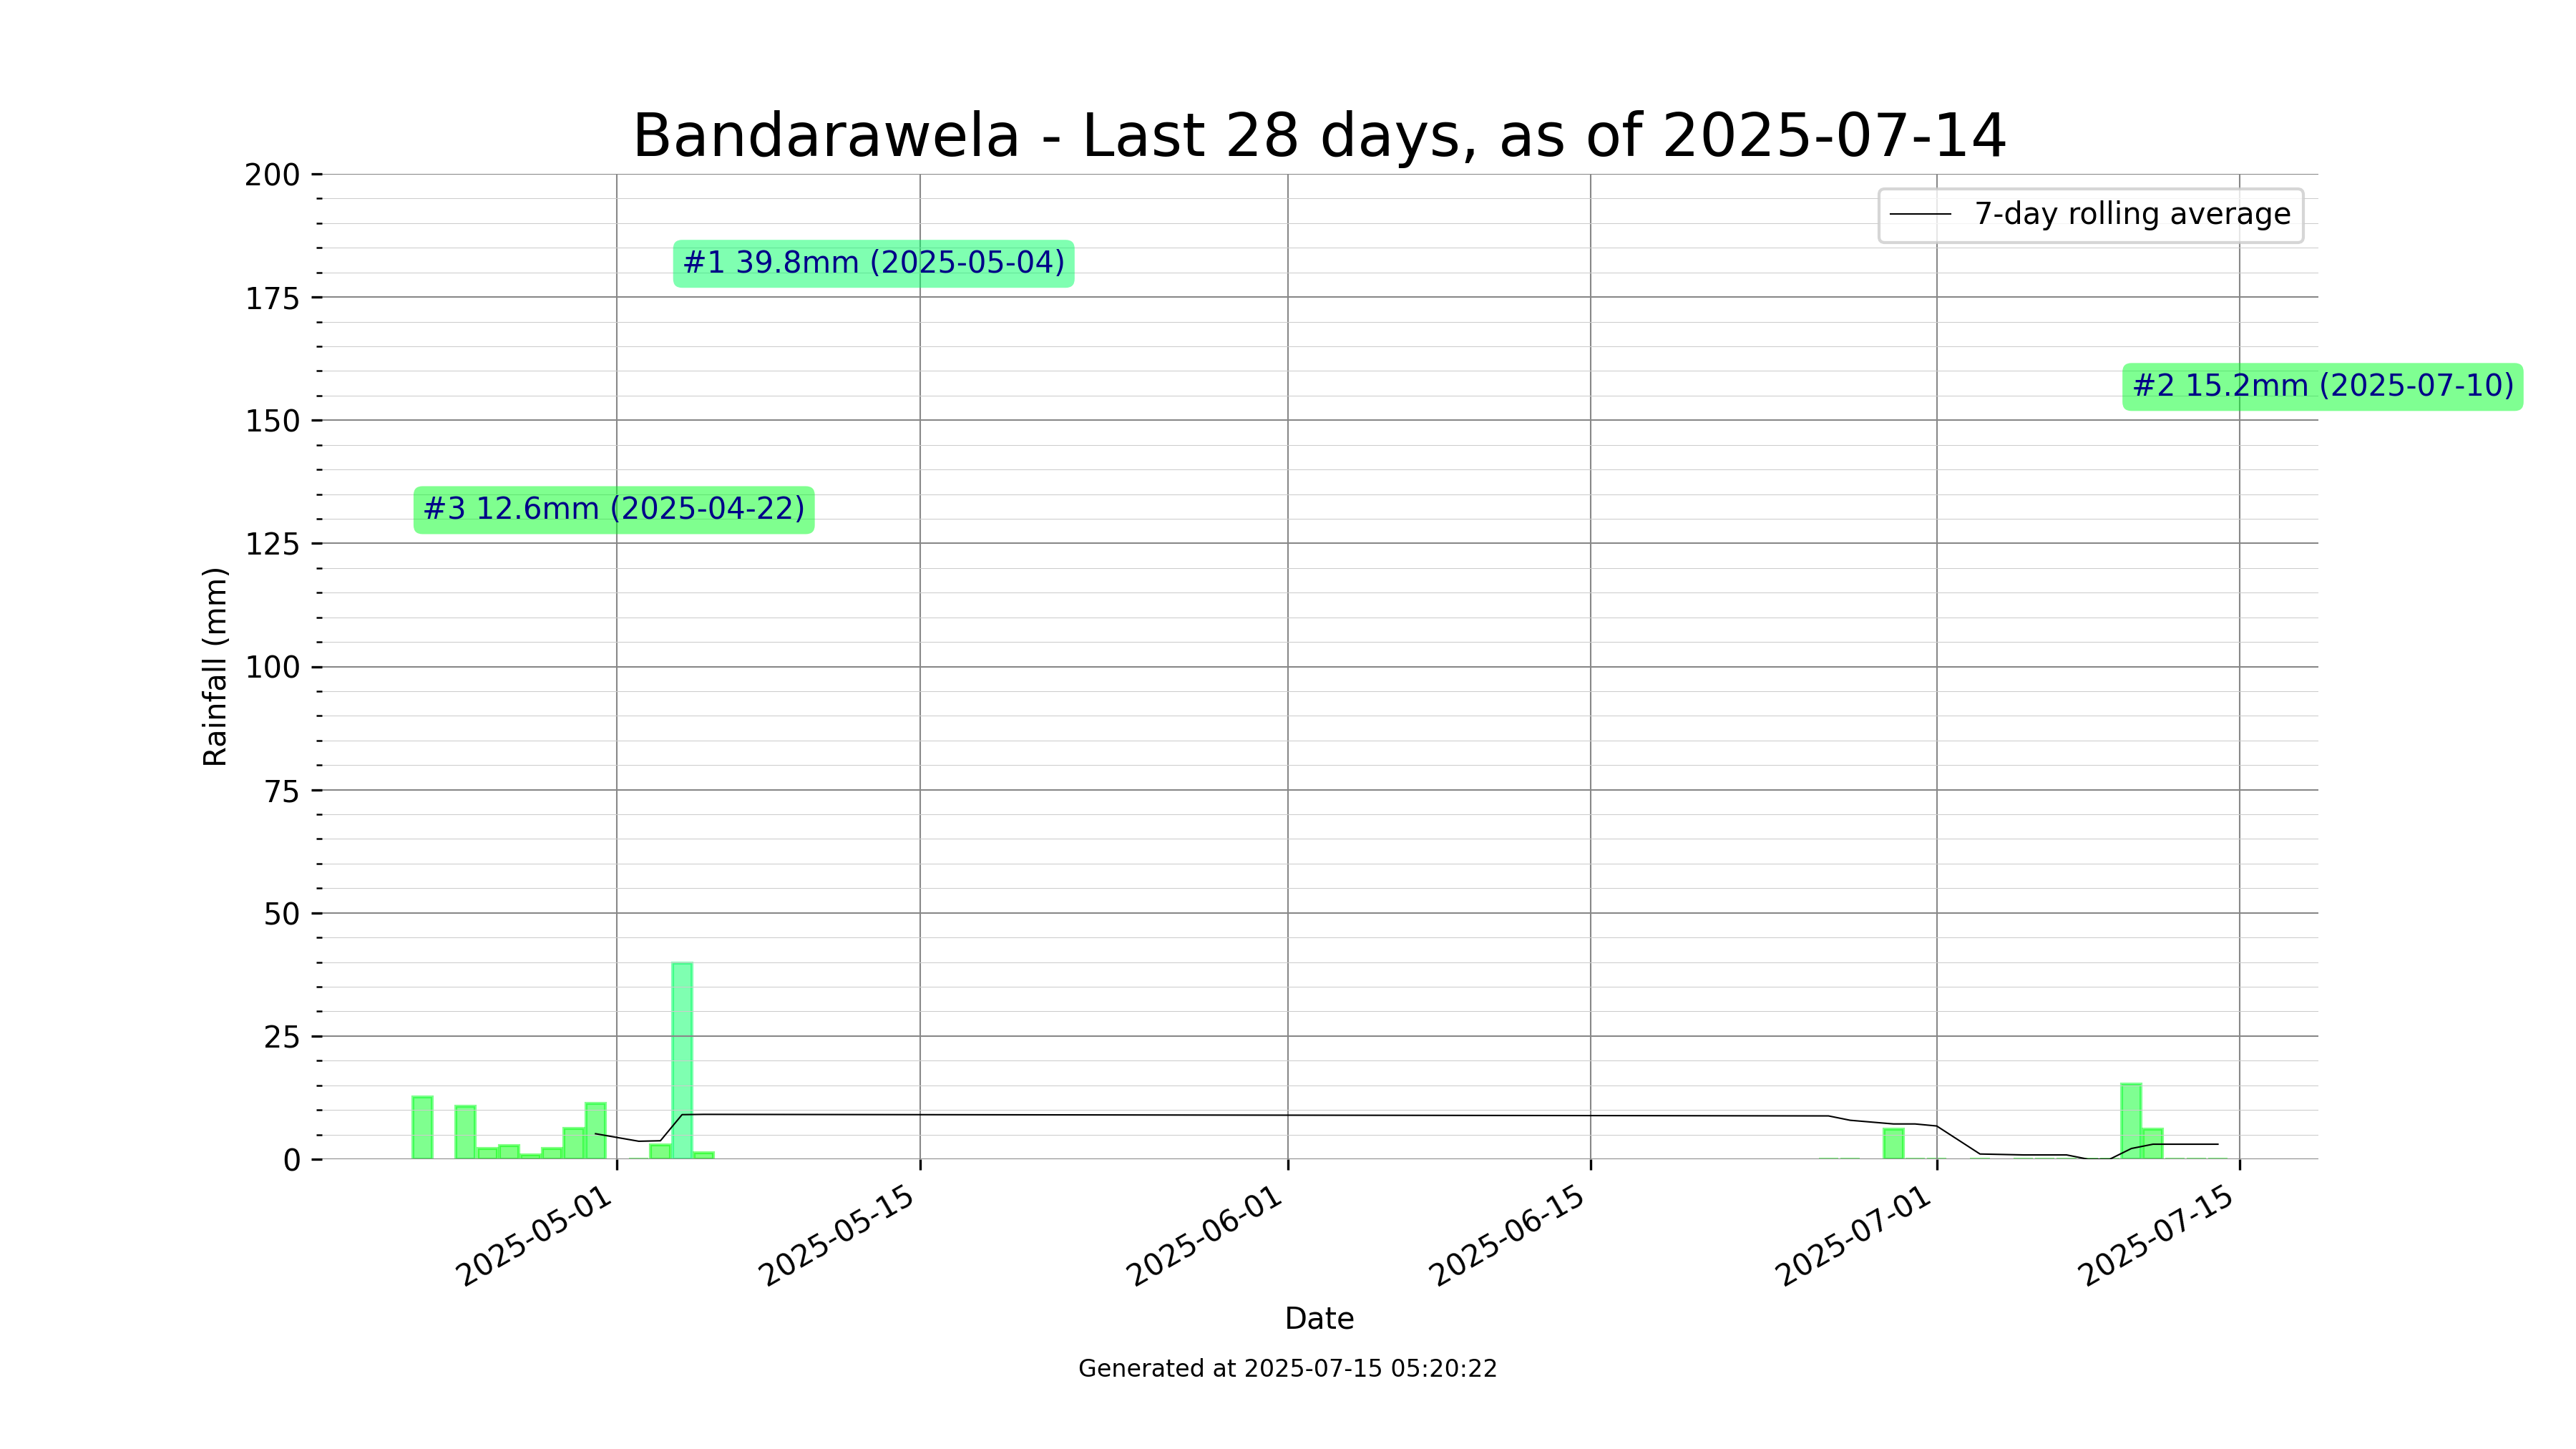 Bandarawela - Last 28 days, as of 2025-07-14
7-day rolling average
#1 39.8mm (2025-05-04)
#2 15.2mm (2025-07-10)
#3 12.6mm (2025-04-22)
Rainfall (mm)
200
175
150
125
100
75
50
25
0
2025-05-01
2025-05-15
2025-06-01
2025-06-15
2025-07-01
2025-07-15
Date
Generated at 2025-07-15 05:20:22